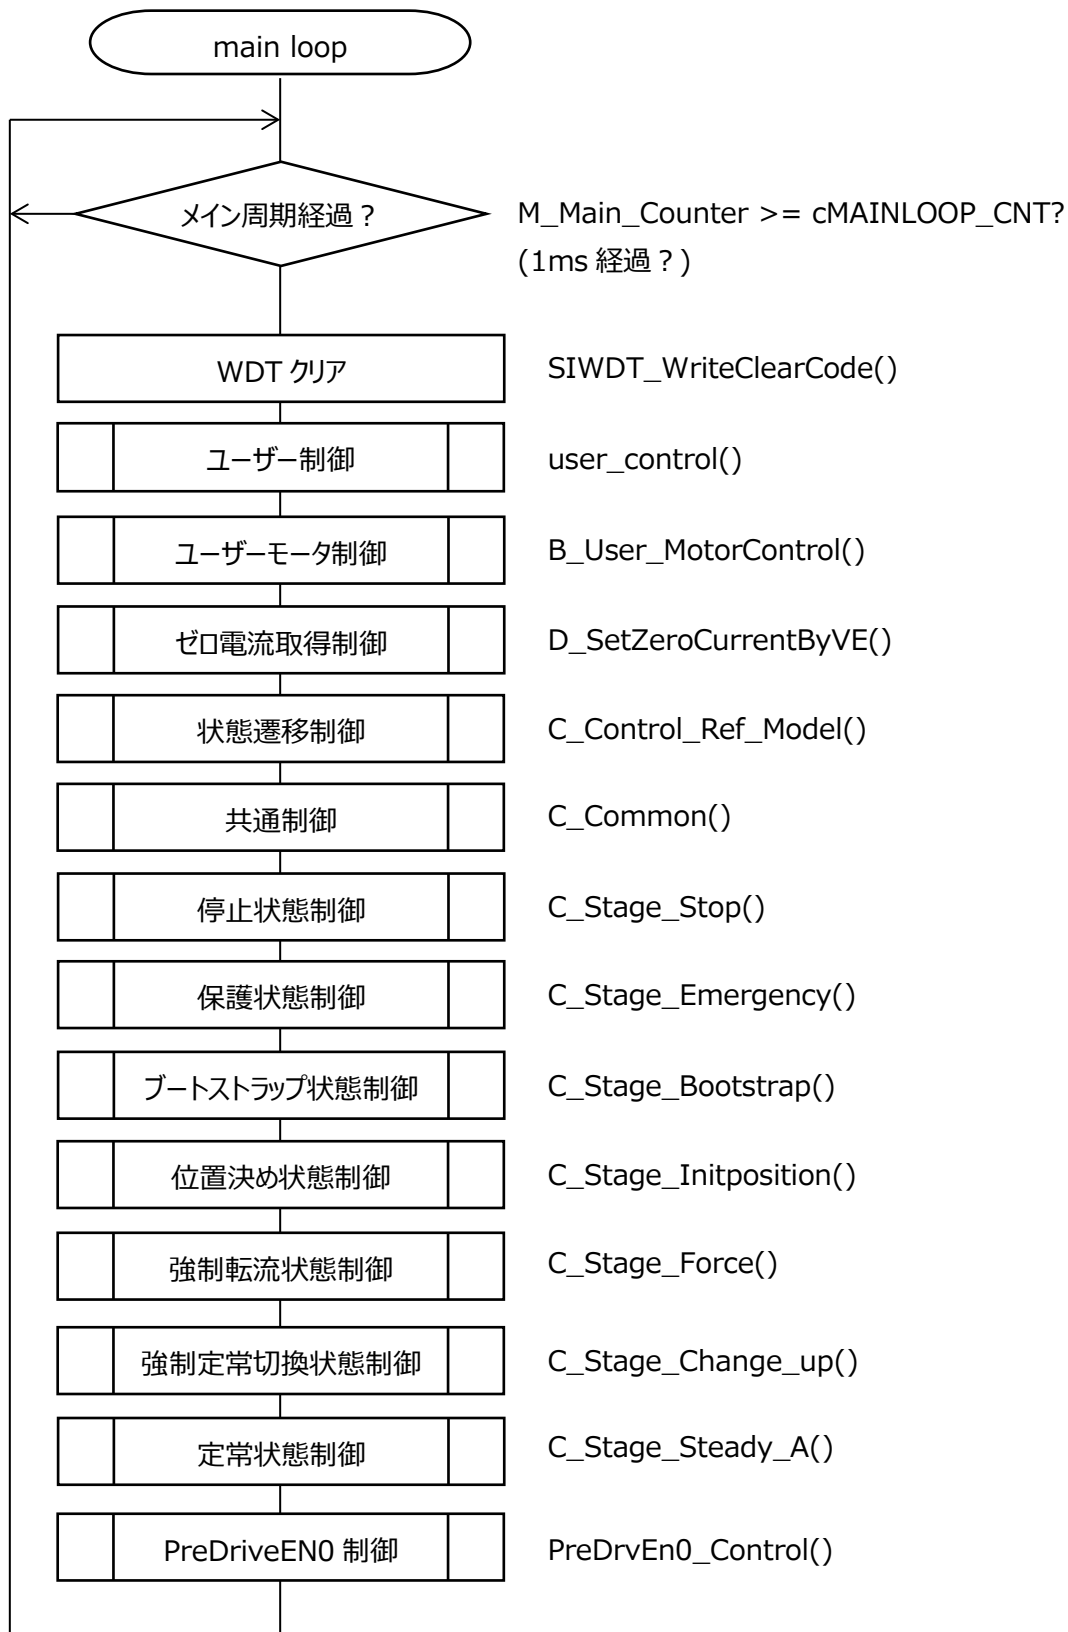 main loop
メイン周期経過？
M_Main_Counter >= cMAINLOOP_CNT?
(1ms 経過？)
WDT クリア
SIWDT_WriteClearCode()
ユーザー制御
user_control()
ユーザーモータ制御
B_User_MotorControl()
ゼロ電流取得制御
D_SetZeroCurrentByVE()
状態遷移制御
C_Control_Ref_Model()
共通制御
C_Common()
停止状態制御
C_Stage_Stop()
保護状態制御
C_Stage_Emergency()
ブートストラップ状態制御
C_Stage_Bootstrap()
位置決め状態制御
C_Stage_Initposition()
強制転流状態制御
C_Stage_Force()
強制定常切換状態制御
C_Stage_Change_up()
定常状態制御
C_Stage_Steady_A()
PreDriveEN0 制御
PreDrvEn0_Control()